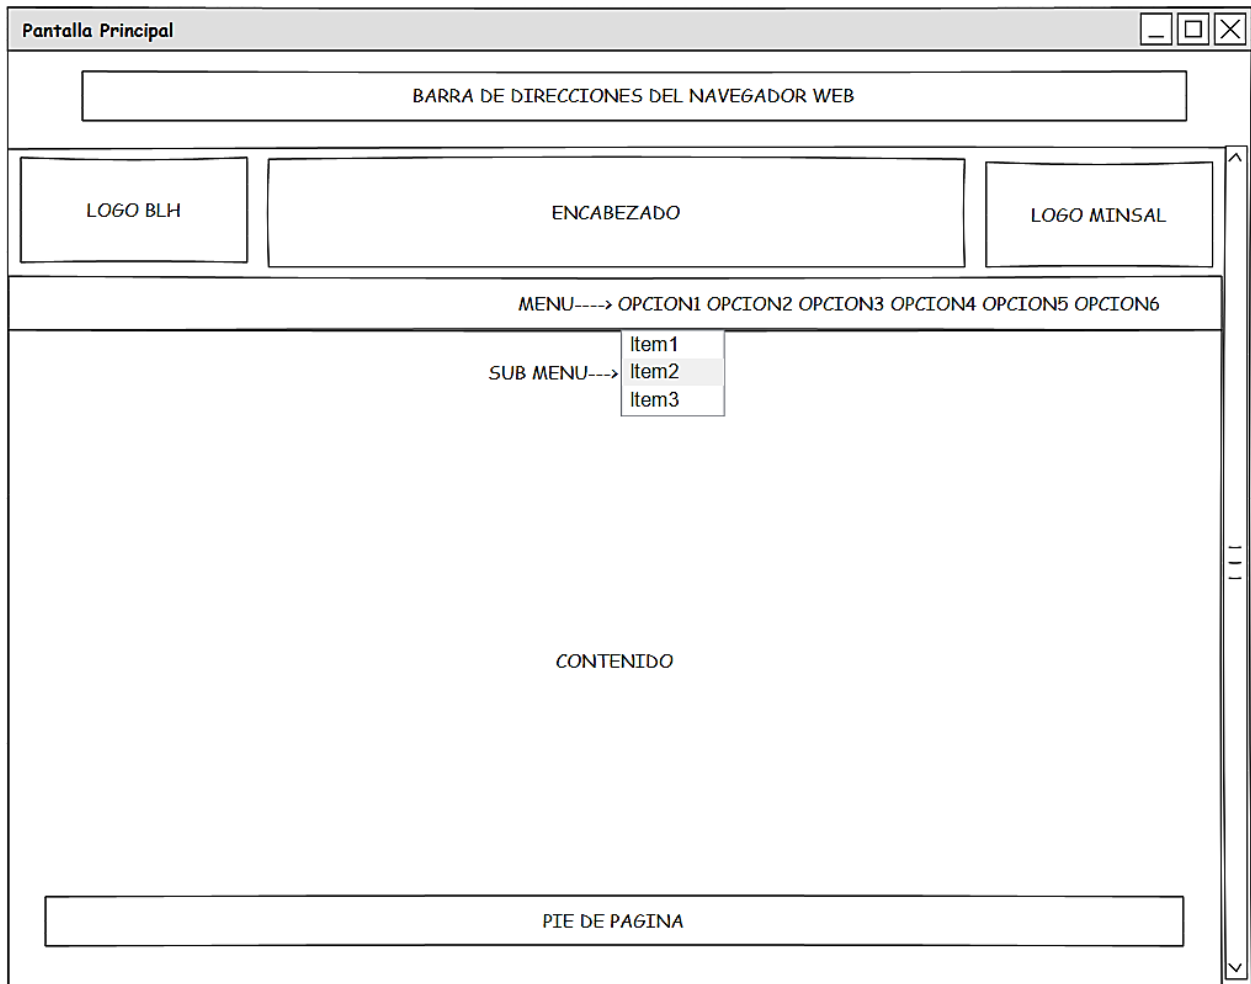 Pantalla Principal
BARRA DE DIRECCIONES DEL NAVEGADOR WEB
LOGO BLH
ENCABEZADO
LOGO MINSAL
MENU----> OPCION1 OPCION2 OPCION3 OPCION4 OPCION5 OPCION6
Item1
SUB MENU---> Item2
Item3
CONTENIDO
PIE DE PAGINA